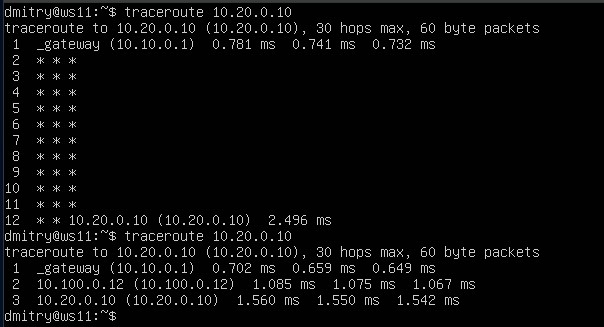 dmitry@ws11:~$ traceroute 10.20.0.10
traceroute to 10.20.0.10 (10.20.0.10), 30 hops max, 60 byte packets
 1  _gateway (10.10.0.1)  0.781 ms  0.741 ms  0.732 ms
 2  * * *
 3  * * *
 4  * * *
 5  * * *
 6  * * *
 7  * * *
 8  * * *
 9  * * *
10  * * *
11  * * *
12  * * 10.20.0.10 (10.20.0.10)  2.496 ms
dmitry@ws11:~$ traceroute 10.20.0.10
traceroute to 10.20.0.10 (10.20.0.10), 30 hops max, 60 byte packets
 1  _gateway (10.10.0.1)  0.702 ms  0.659 ms  0.649 ms
 2  10.100.0.12 (10.100.0.12)  1.085 ms  1.075 ms  1.067 ms
 3  10.20.0.10 (10.20.0.10)  1.560 ms  1.550 ms  1.542 ms
dmitry@ws11:~$